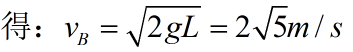 得：v_B = √(2gL) = 2√5 m / s